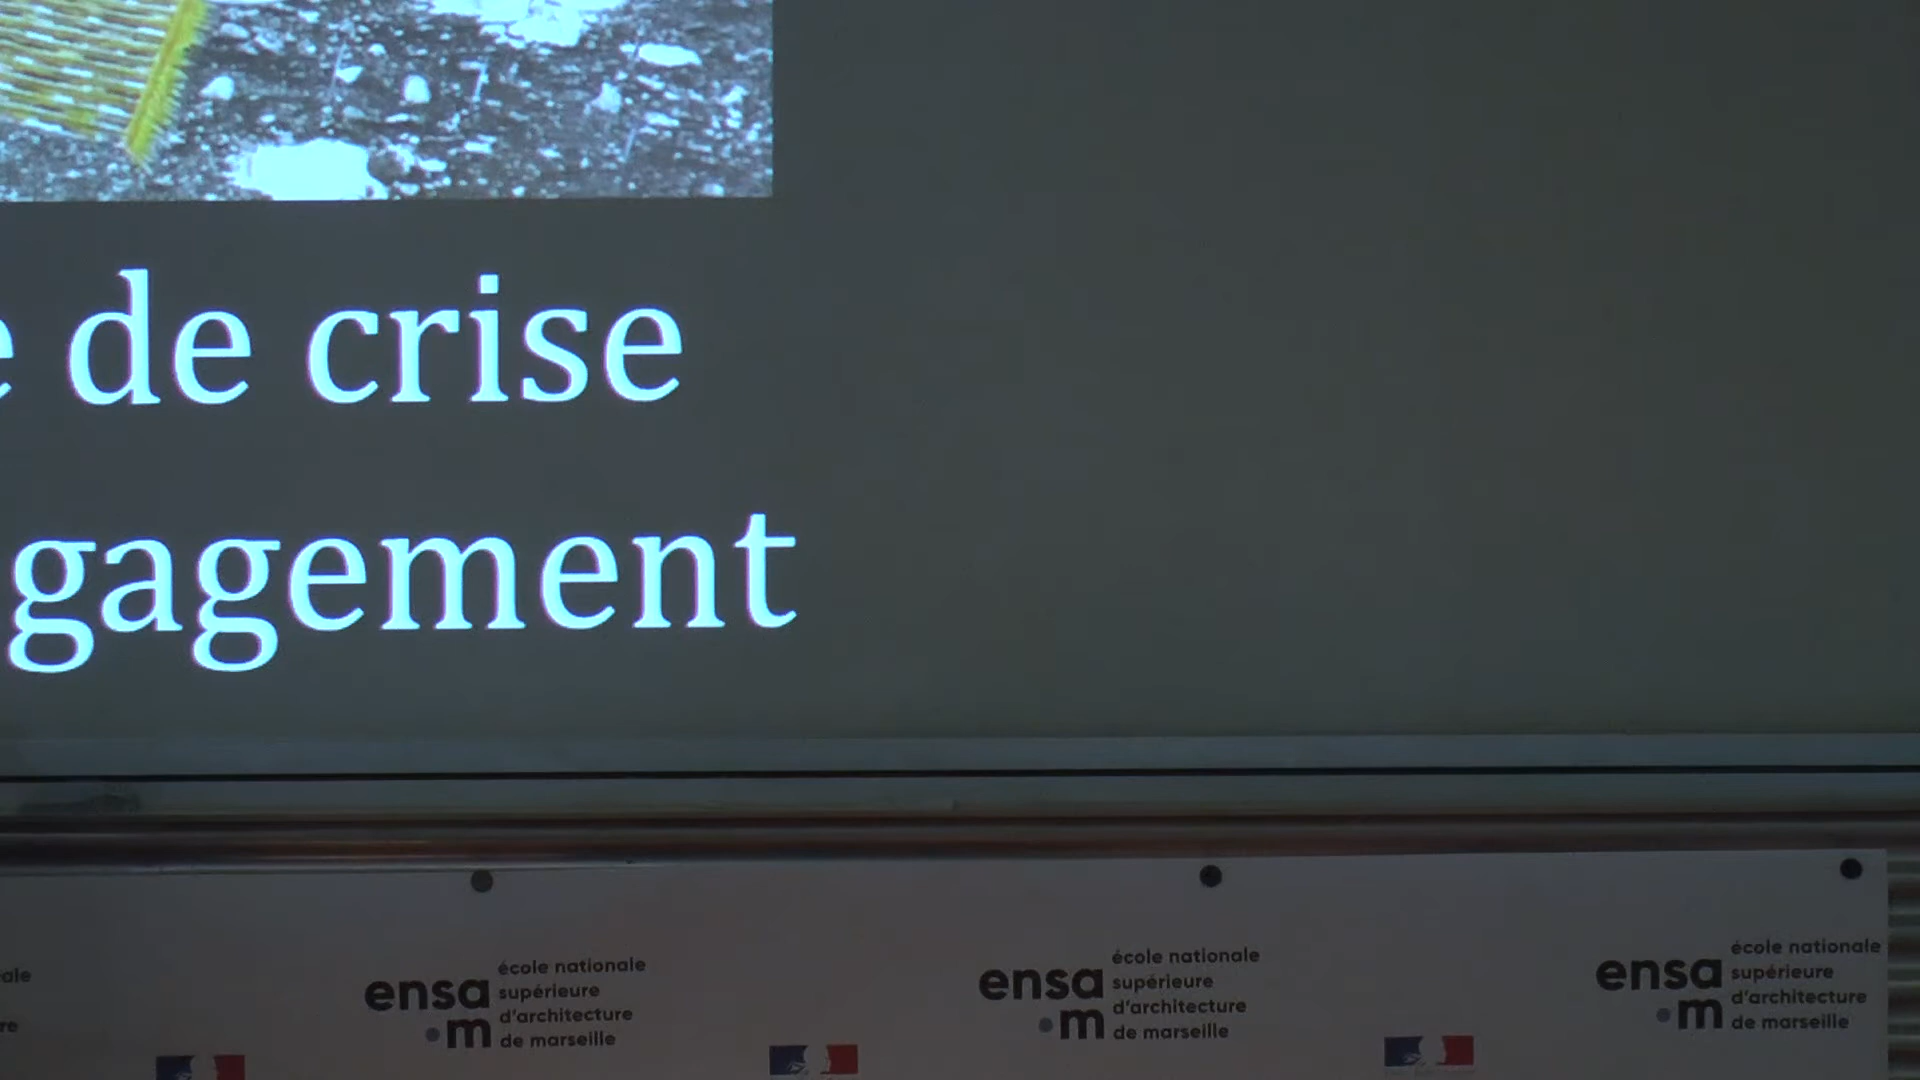 de crise
gagement
ale
re
ensa
•m
école nationale
supérieure
d'architecture
de marseille
ensa
•m
école nationale
supérieure
d'architecture
de marseille
ensa
•m
école nationale
supérieure
d'architecture
de marseille